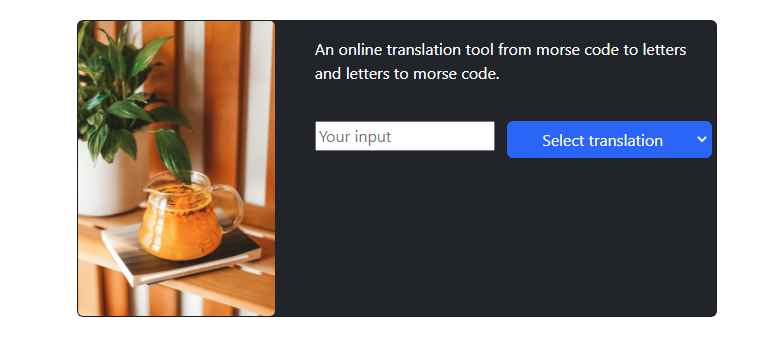 An online translation tool from morse code to letters
and letters to morse code.
Your input
Select translation